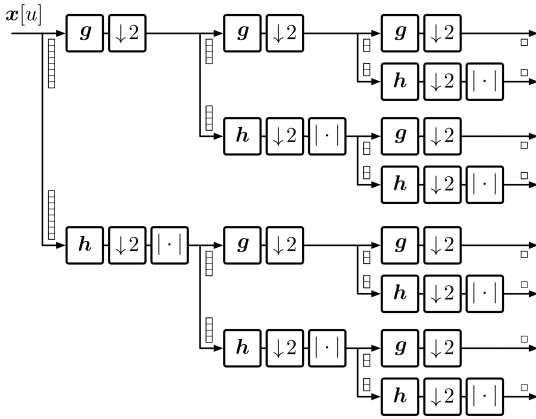 x[u]
g ↓2 g ↓2 g ↓2
h ↓2 |·|
h ↓2 |·| g ↓2
h ↓2 |·|
h ↓2 |·| g ↓2 g ↓2
h ↓2 |·|
h ↓2 |·| g ↓2
h ↓2 |·|